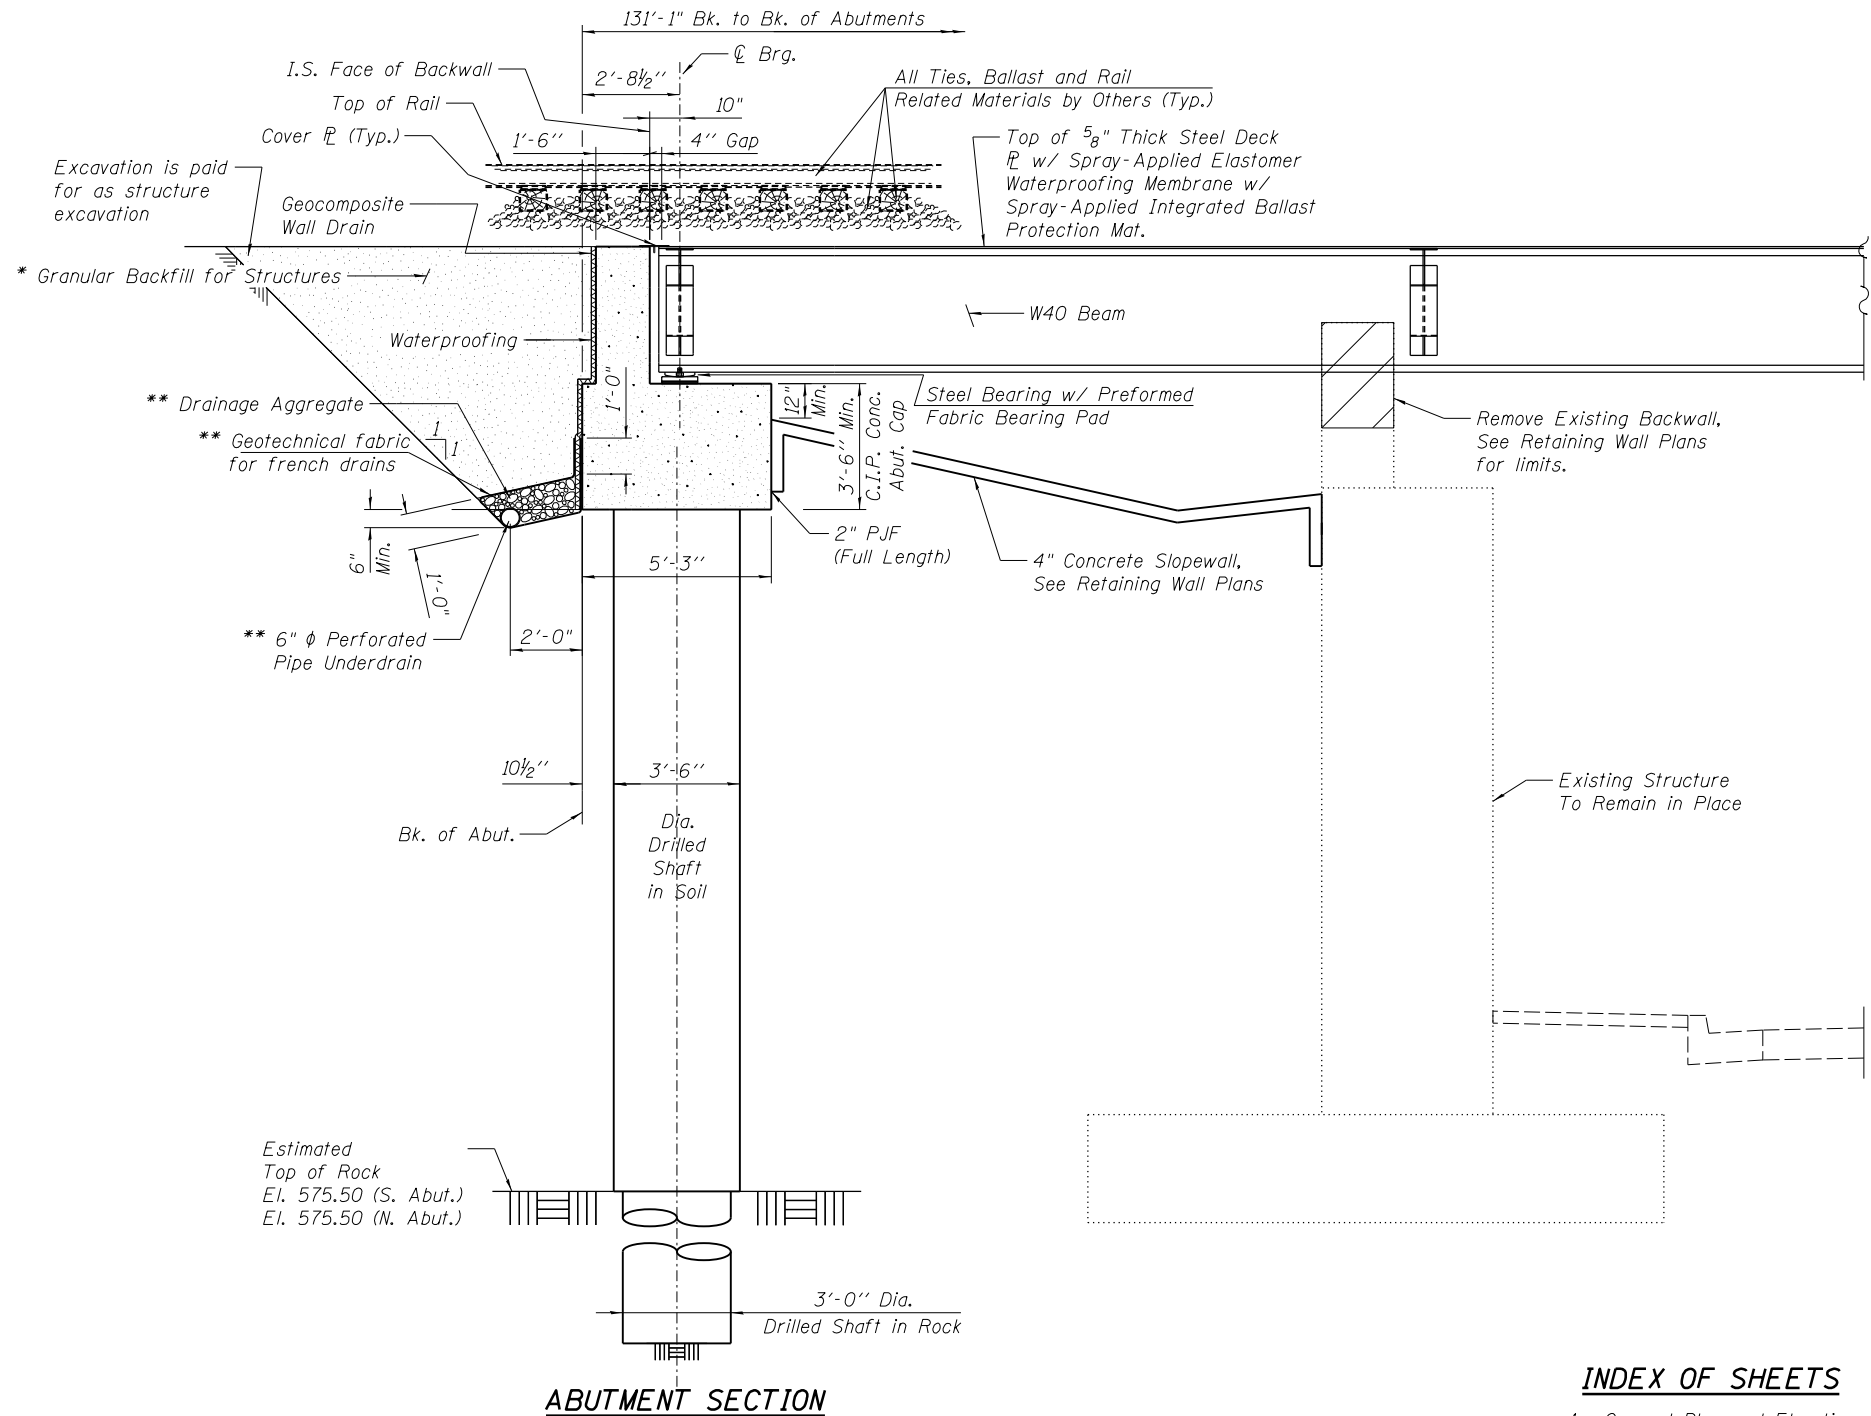 131'-1" Bk. to Bk. of Abutments
℄ Brg.
I.S. Face of Backwall
2'-8½''
All Ties, Ballast and Rail
Related Materials by Others (Typ.)
Top of Rail
10"
Cover ⅊ (Typ.)
1'-6''
4'' Gap
Top of 5/8" Thick Steel Deck
⅊ w/ Spray-Applied Elastomer
Waterproofing Membrane w/
Spray-Applied Integrated Ballast
Protection Mat.
Excavation is paid
for as structure
excavation
Geocomposite
Wall Drain
* Granular Backfill for Structures
W40 Beam
Waterproofing
1'-0"
12"
Min.
3'-6'' Min.
C.I.P. Conc.
Abut. Cap
Steel Bearing w/ Preformed
Fabric Bearing Pad
** Drainage Aggregate
** Geotechnical fabric
for french drains
1
1
Remove Existing Backwall,
See Retaining Wall Plans
for limits.
6"
Min.
1'-0"
2" PJF
(Full Length)
5'-3''
4" Concrete Slopewall,
See Retaining Wall Plans
** 6" ϕ Perforated
Pipe Underdrain
2'-0"
10½''
3'-6''
Dia.
Drilled
Shaft
in Soil
Bk. of Abut.
Existing Structure
To Remain in Place
Estimated
Top of Rock
El. 575.50 (S. Abut.)
El. 575.50 (N. Abut.)
3'-0'' Dia.
Drilled Shaft in Rock
ABUTMENT SECTION
INDEX OF SHEETS